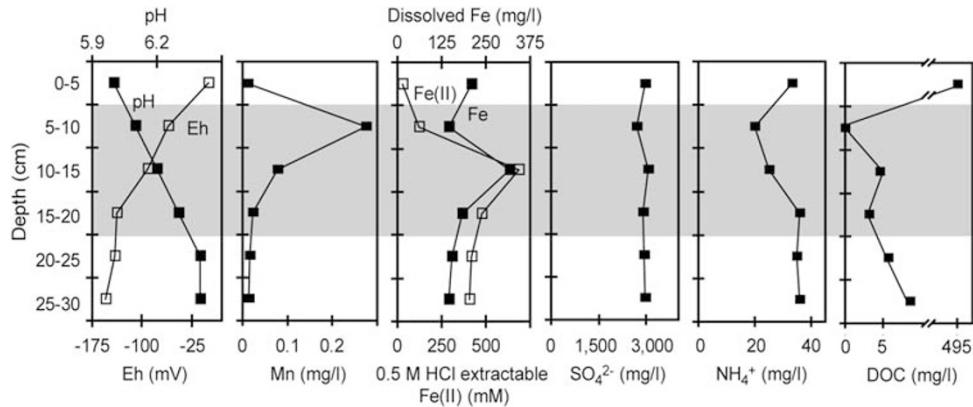 pH
5.9 6.2
Dissolved Fe (mg/l)
0 125 250 375
Depth (cm)
0-5
5-10
10-15
15-20
20-25
25-30
pH
Eh
Fe(II)
Fe
-175 -100 -25
Eh (mV)
0 0.1 0.2
Mn (mg/l)
250 500
0.5 M HCl extractable
Fe(II) (mM)
0 1,500 3,000
SO₄²⁻ (mg/l)
0 20 40
NH₄⁺ (mg/l)
0 5 495
DOC (mg/l)